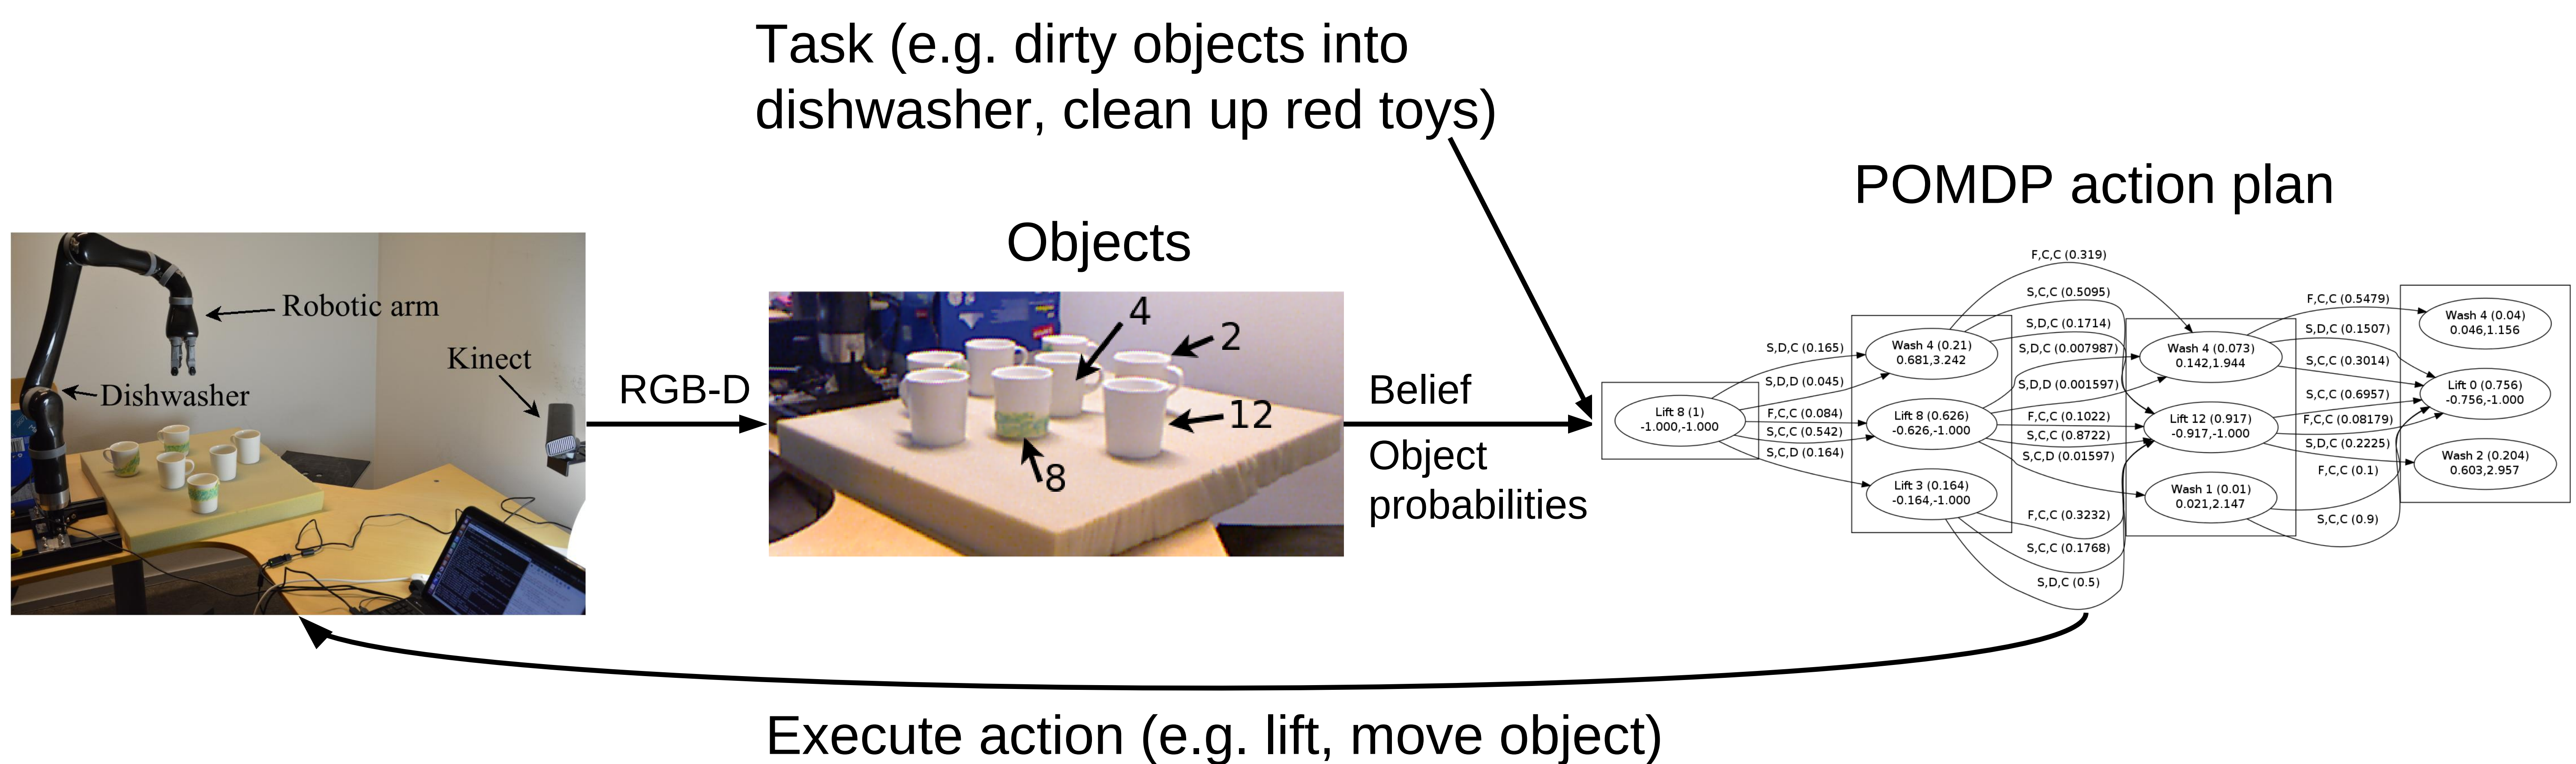 Task (e.g. dirty objects into
dishwasher, clean up red toys)
POMDP action plan
Objects
Robotic arm
Kinect
Dishwasher
RGB-D
4
2
12
8
Belief
Object
probabilities
Lift 8 (1)
-1.000,-1.000
S,D,C (0.165)
S,D,D (0.045)
F,C,C (0.084)
S,C,C (0.542)
S,C,D (0.164)
Wash 4 (0.21)
0.681,3.242
Lift 8 (0.626)
-0.626,-1.000
Lift 3 (0.164)
-0.164,-1.000
F,C,C (0.319)
S,C,C (0.5095)
S,D,C (0.1714)
S,D,C (0.007987)
S,D,D (0.001597)
F,C,C (0.1022)
S,C,C (0.8722)
S,C,D (0.01597)
F,C,C (0.3232)
S,C,C (0.1768)
S,D,C (0.5)
Wash 4 (0.073)
0.142,1.944
Lift 12 (0.917)
-0.917,-1.000
Wash 1 (0.01)
0.021,2.147
F,C,C (0.5479)
S,D,C (0.1507)
S,C,C (0.3014)
S,C,C (0.6957)
F,C,C (0.08179)
S,D,C (0.2225)
F,C,C (0.1)
S,C,C (0.9)
Wash 4 (0.04)
0.046,1.156
Lift 0 (0.756)
-0.756,-1.000
Wash 2 (0.204)
0.603,2.957
Execute action (e.g. lift, move object)